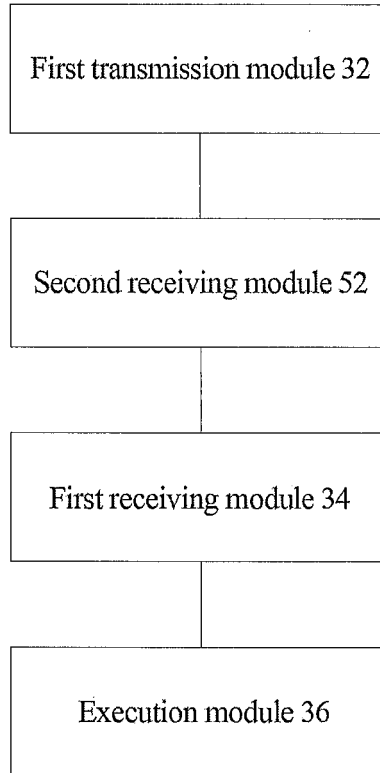 First transmission module 32
Second receiving module 52
First receiving module 34
Execution module 36